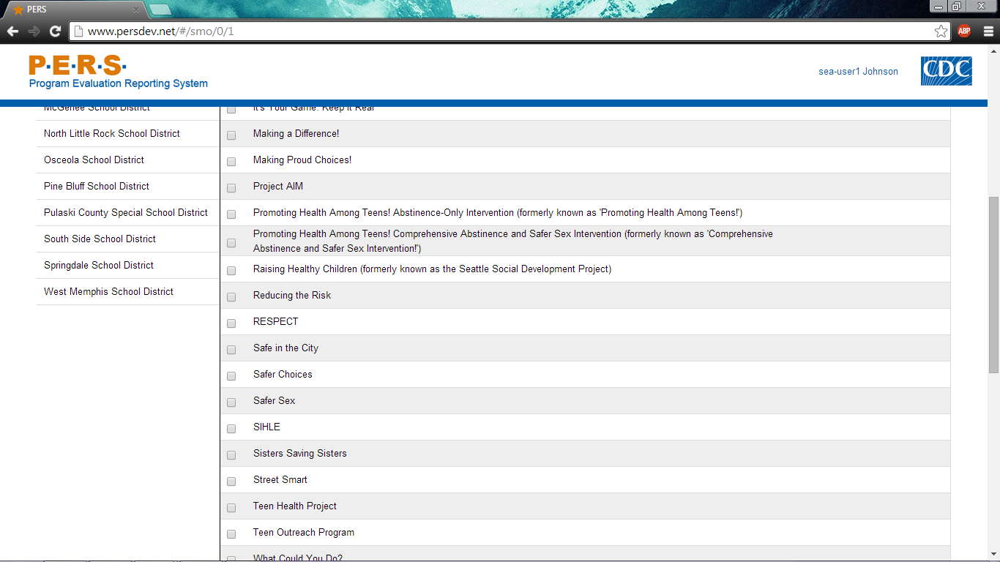 PERS
www.persdev.net/#/smo/0/1
ABP
P·E·R·S·
Program Evaluation Reporting System
sea-user1 Johnson
CDC
McGehee School District
North Little Rock School District
Osceola School District
Pine Bluff School District
Pulaski County Special School District
South Side School District
Springdale School District
West Memphis School District
It's Your Game: Keep it Real
Making a Difference!
Making Proud Choices!
Project AIM
Promoting Health Among Teens! Abstinence-Only Intervention (formerly known as 'Promoting Health Among Teens!')
Promoting Health Among Teens! Comprehensive Abstinence and Safer Sex Intervention (formerly known as 'Comprehensive
Abstinence and Safer Sex Intervention!')
Raising Healthy Children (formerly known as the Seattle Social Development Project)
Reducing the Risk
RESPECT
Safe in the City
Safer Choices
Safer Sex
SIHLE
Sisters Saving Sisters
Street Smart
Teen Health Project
Teen Outreach Program
What Could You Do?